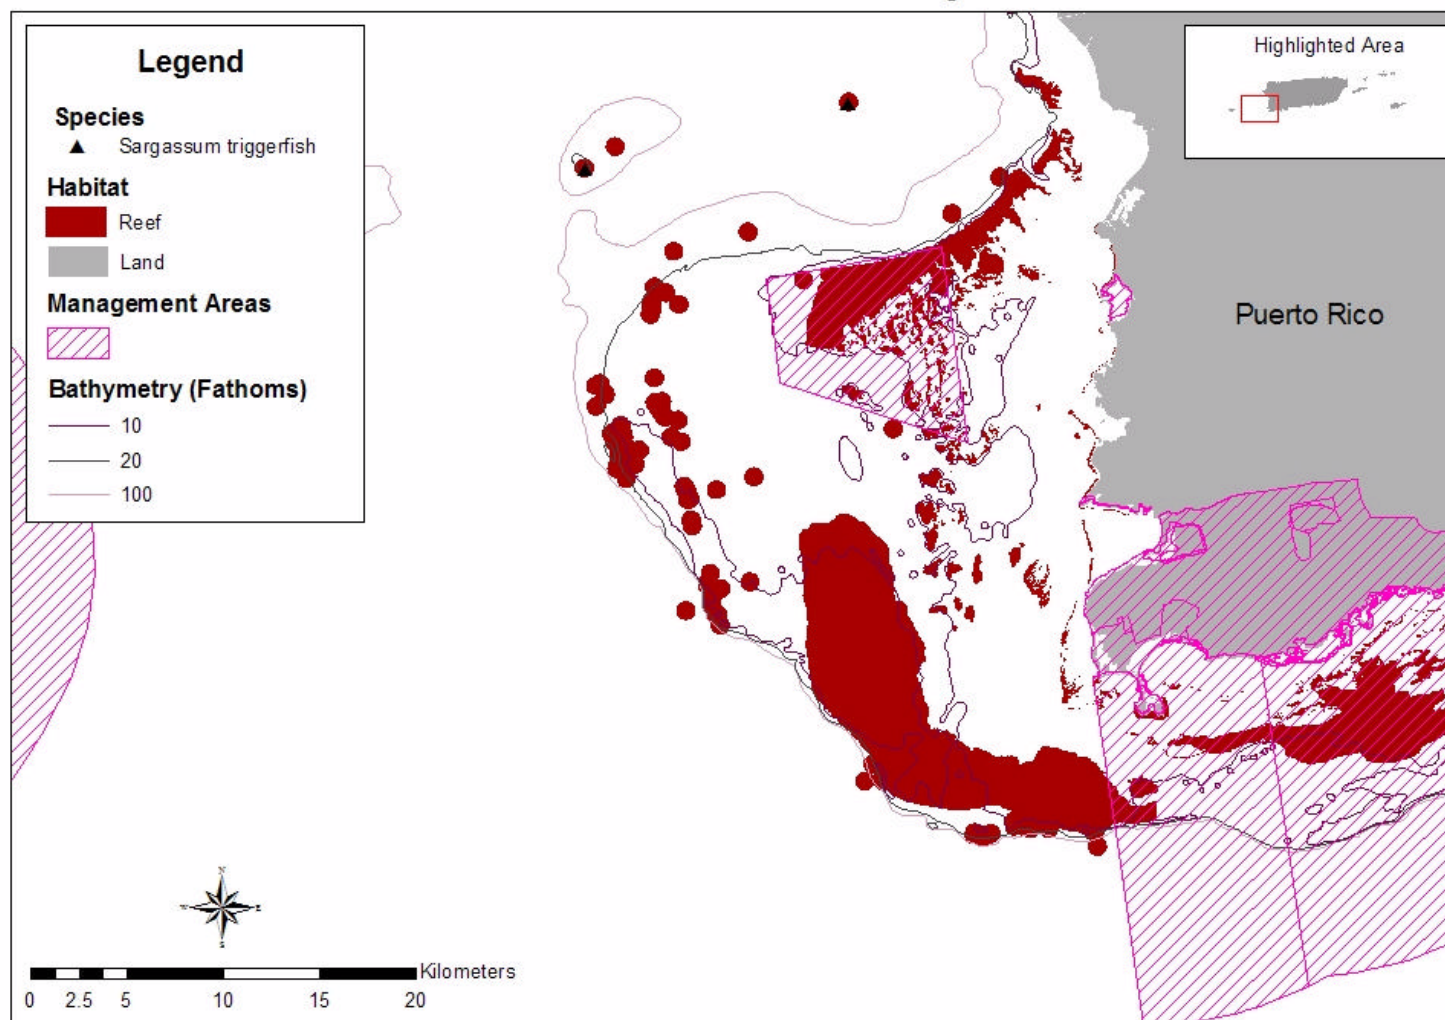 Legend
Species
Sargassum triggerfish
Habitat
Reef
Land
Management Areas
Bathymetry (Fathoms)
10
20
100
Highlighted Area
Puerto Rico
N
W
E
S
Kilometers
0 2.5 5 10 15 20